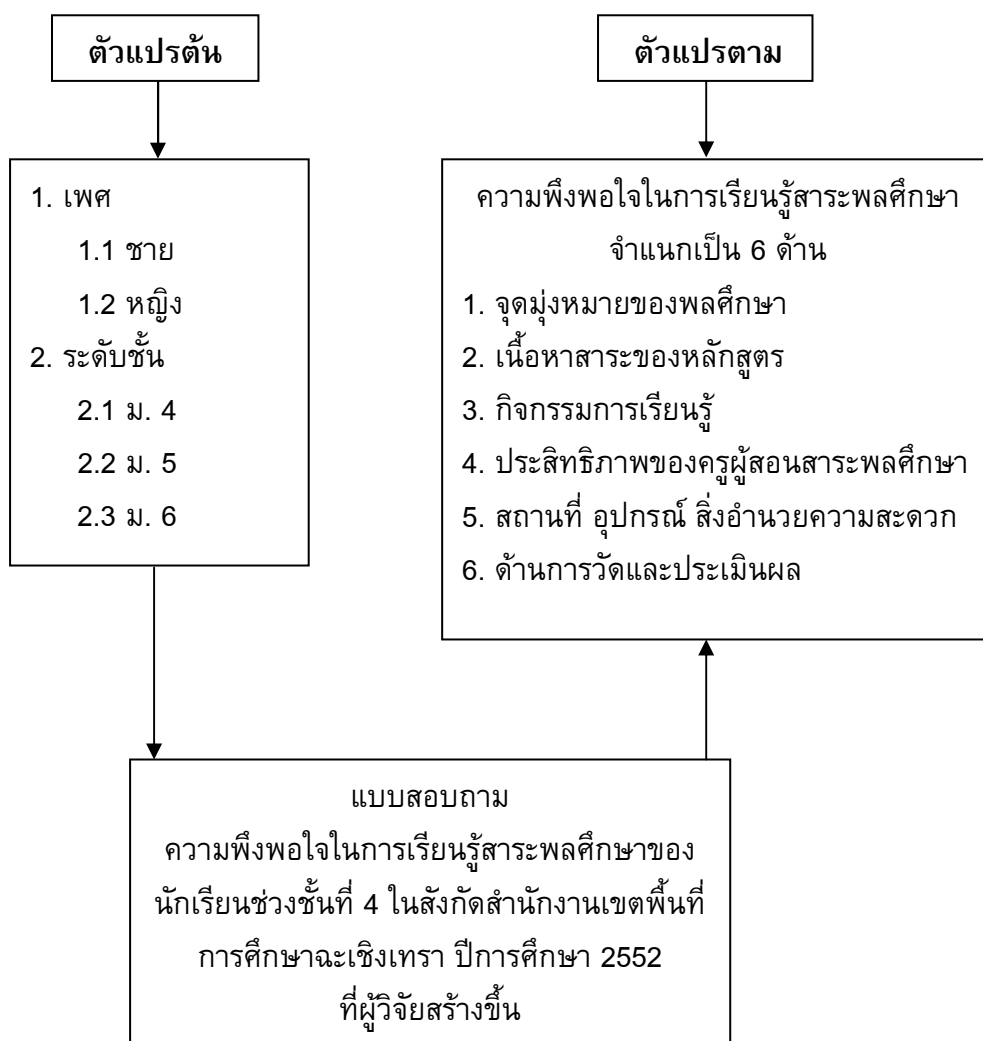 ตัวแปรต้น
1. เพศ
1.1 ชาย
1.2 หญิง
2. ระดับชั้น
2.1 ม. 4
2.2 ม. 5
2.3 ม. 6
ตัวแปรตาม
ความพึงพอใจในการเรียนรู้สาระพลศึกษา
จำแนกเป็น 6 ด้าน
1. จุดมุ่งหมายของพลศึกษา
2. เนื้อหาสาระของหลักสูตร
3. กิจกรรมการเรียนรู้
4. ประสิทธิภาพของครูผู้สอนสาระพลศึกษา
5. สถานที่ อุปกรณ์ สิ่งอำนวยความสะดวก
6. ด้านการวัดและประเมินผล
แบบสอบถาม
ความพึงพอใจในการเรียนรู้สาระพลศึกษาของ
นักเรียนช่วงชั้นที่ 4 ในสังกัดสำนักงานเขตพื้นที่
การศึกษาฉะเชิงเทรา ปีการศึกษา 2552
ที่ผู้วิจัยสร้างขึ้น